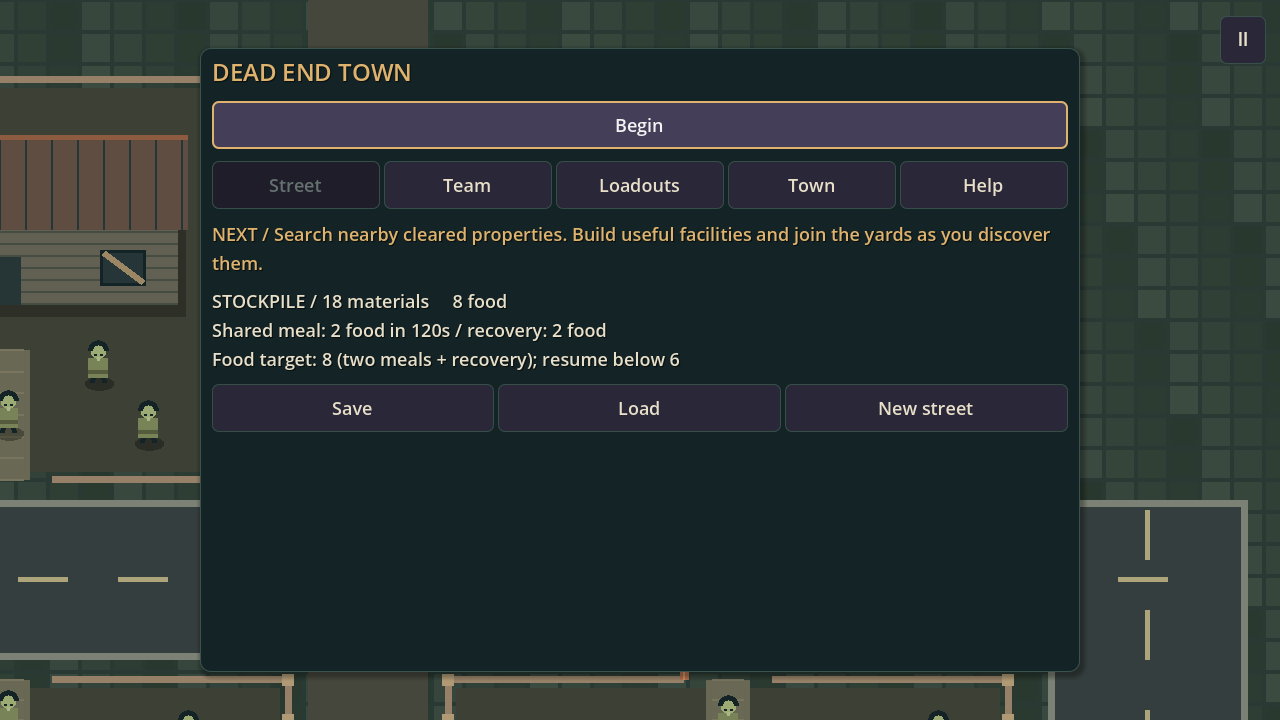 DEAD END TOWN
Begin
Street
Team
Loadouts
Town
Help
NEXT / Search nearby cleared properties. Build useful facilities and join the yards as you discover
them.
STOCKPILE / 18 materials 8 food
Shared meal: 2 food in 120s / recovery: 2 food
Food target: 8 (two meals + recovery); resume below 6
Save
Load
New street